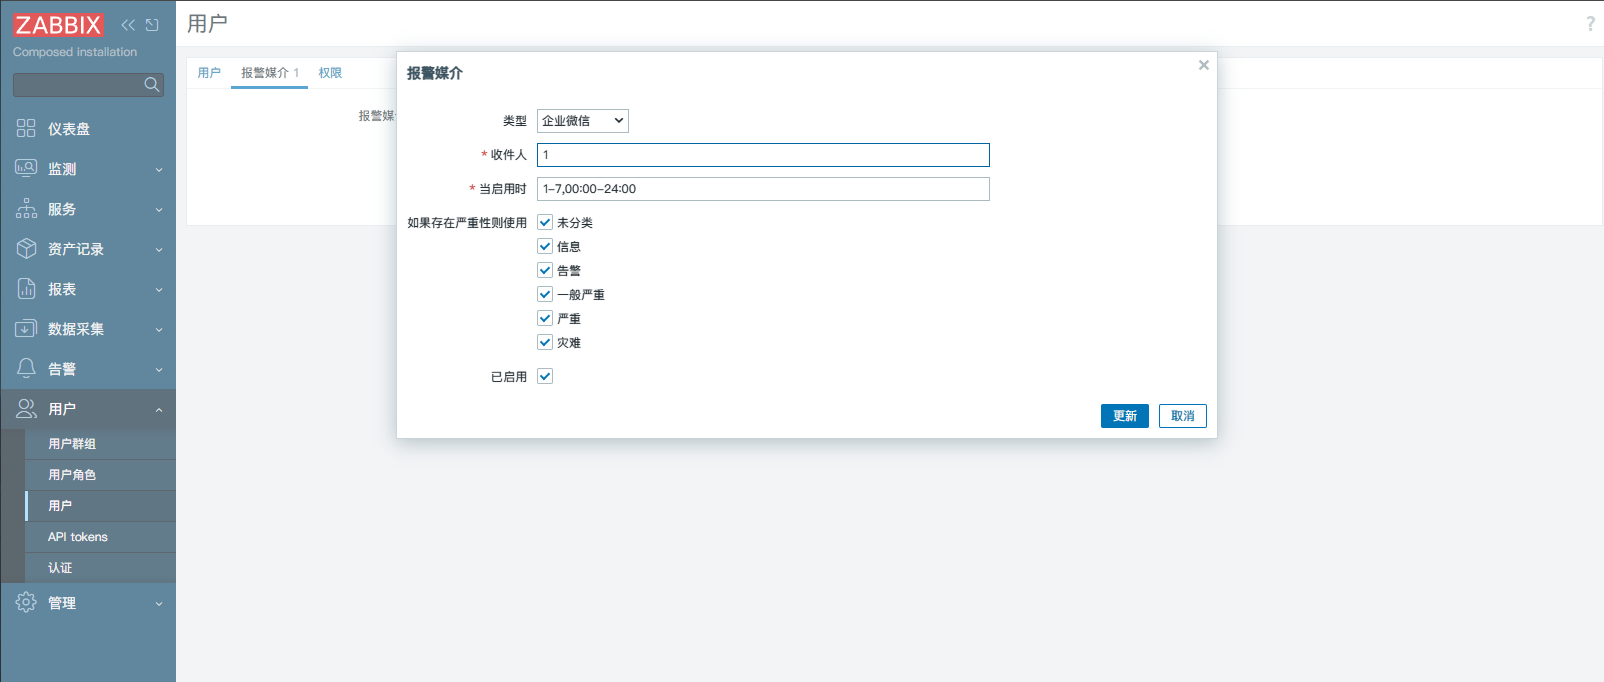 ZABBIX
Composed installation
仪表盘
监测
服务
资产记录
报表
数据采集
告警
用户
用户群组
用户角色
用户
API tokens
认证
管理
用户
?
用户 报警媒介 1 权限
报警媒
报警媒介
类型 企业微信
* 收件人 1
* 当启用时 1-7,00:00-24:00
如果存在严重性则使用 未分类
信息
告警
一般严重
严重
灾难
已启用
更新 取消